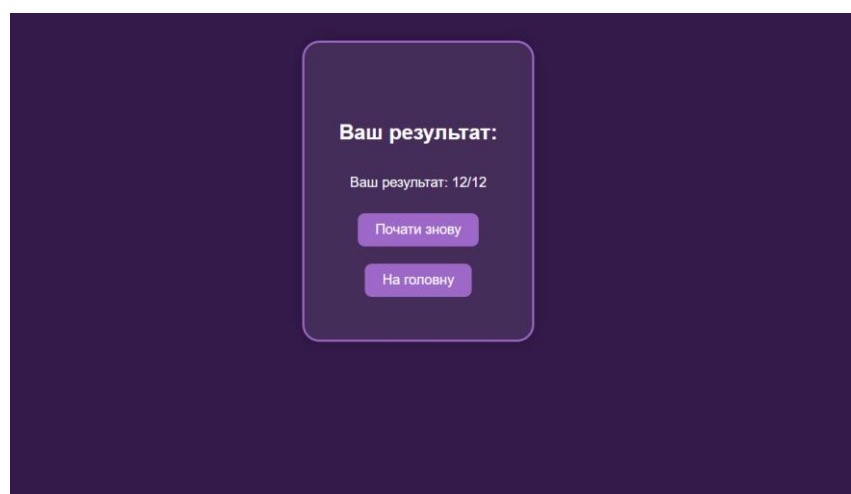 Ваш результат:
Ваш результат: 12/12
Почати знову
На головну